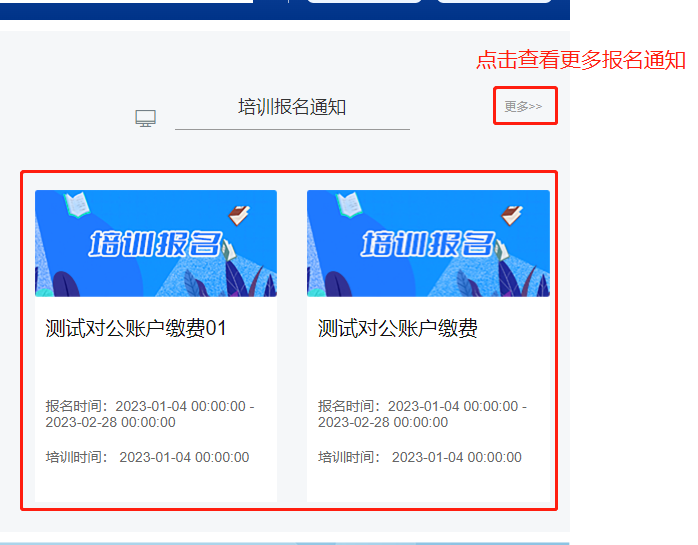 点击查看更多报名通知
培训报名通知
更多>>
培训报名
培训报名
测试对公账户缴费01
报名时间：2023-01-04 00:00:00 -
2023-02-28 00:00:00
培训时间： 2023-01-04 00:00:00
测试对公账户缴费
报名时间：2023-01-04 00:00:00 -
2023-02-28 00:00:00
培训时间： 2023-01-04 00:00:00